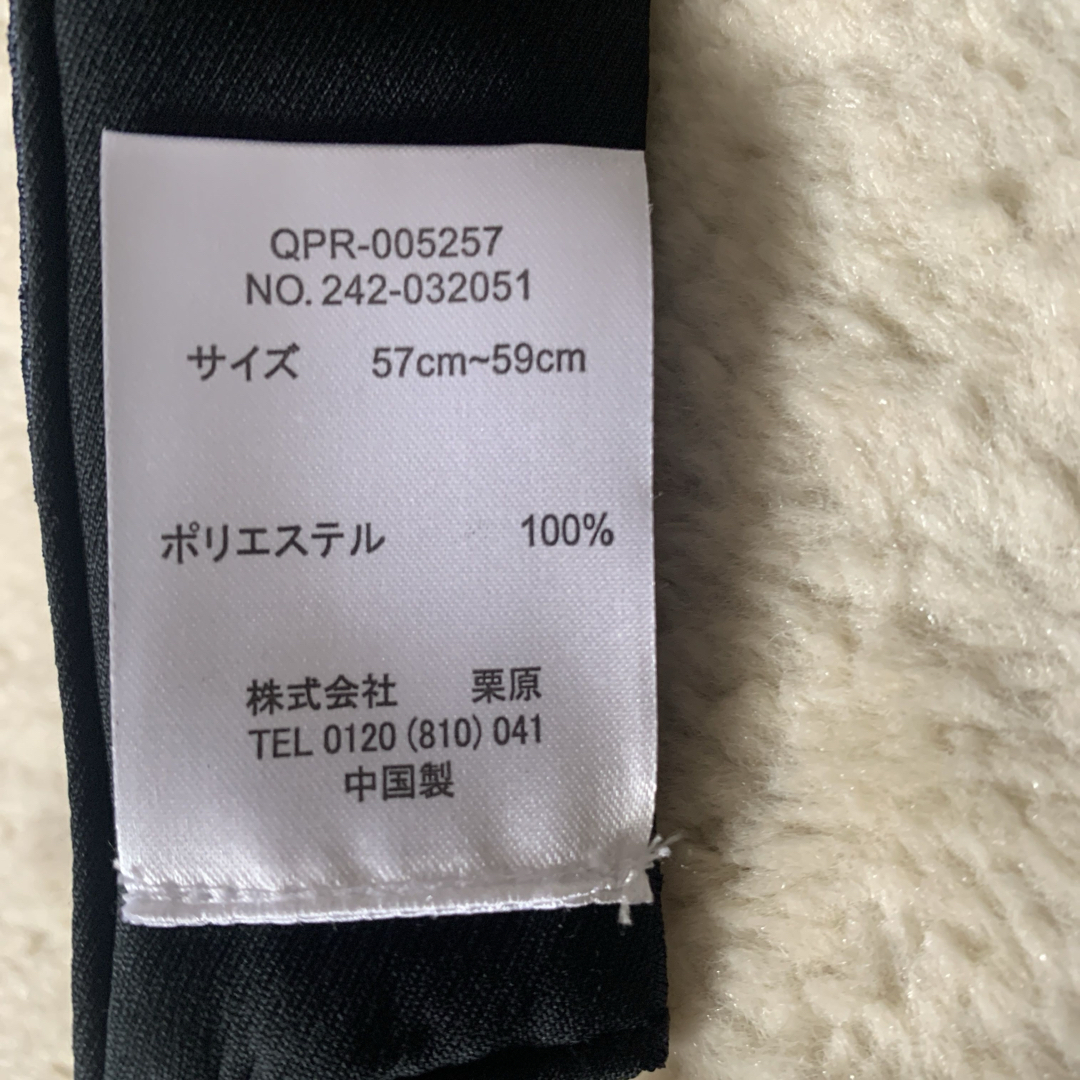 QPR-005257
NO. 242-032051
サイズ 57cm~59cm
ポリエステル 100%
株式会社 栗原
TEL 0120 (810) 041
中国製